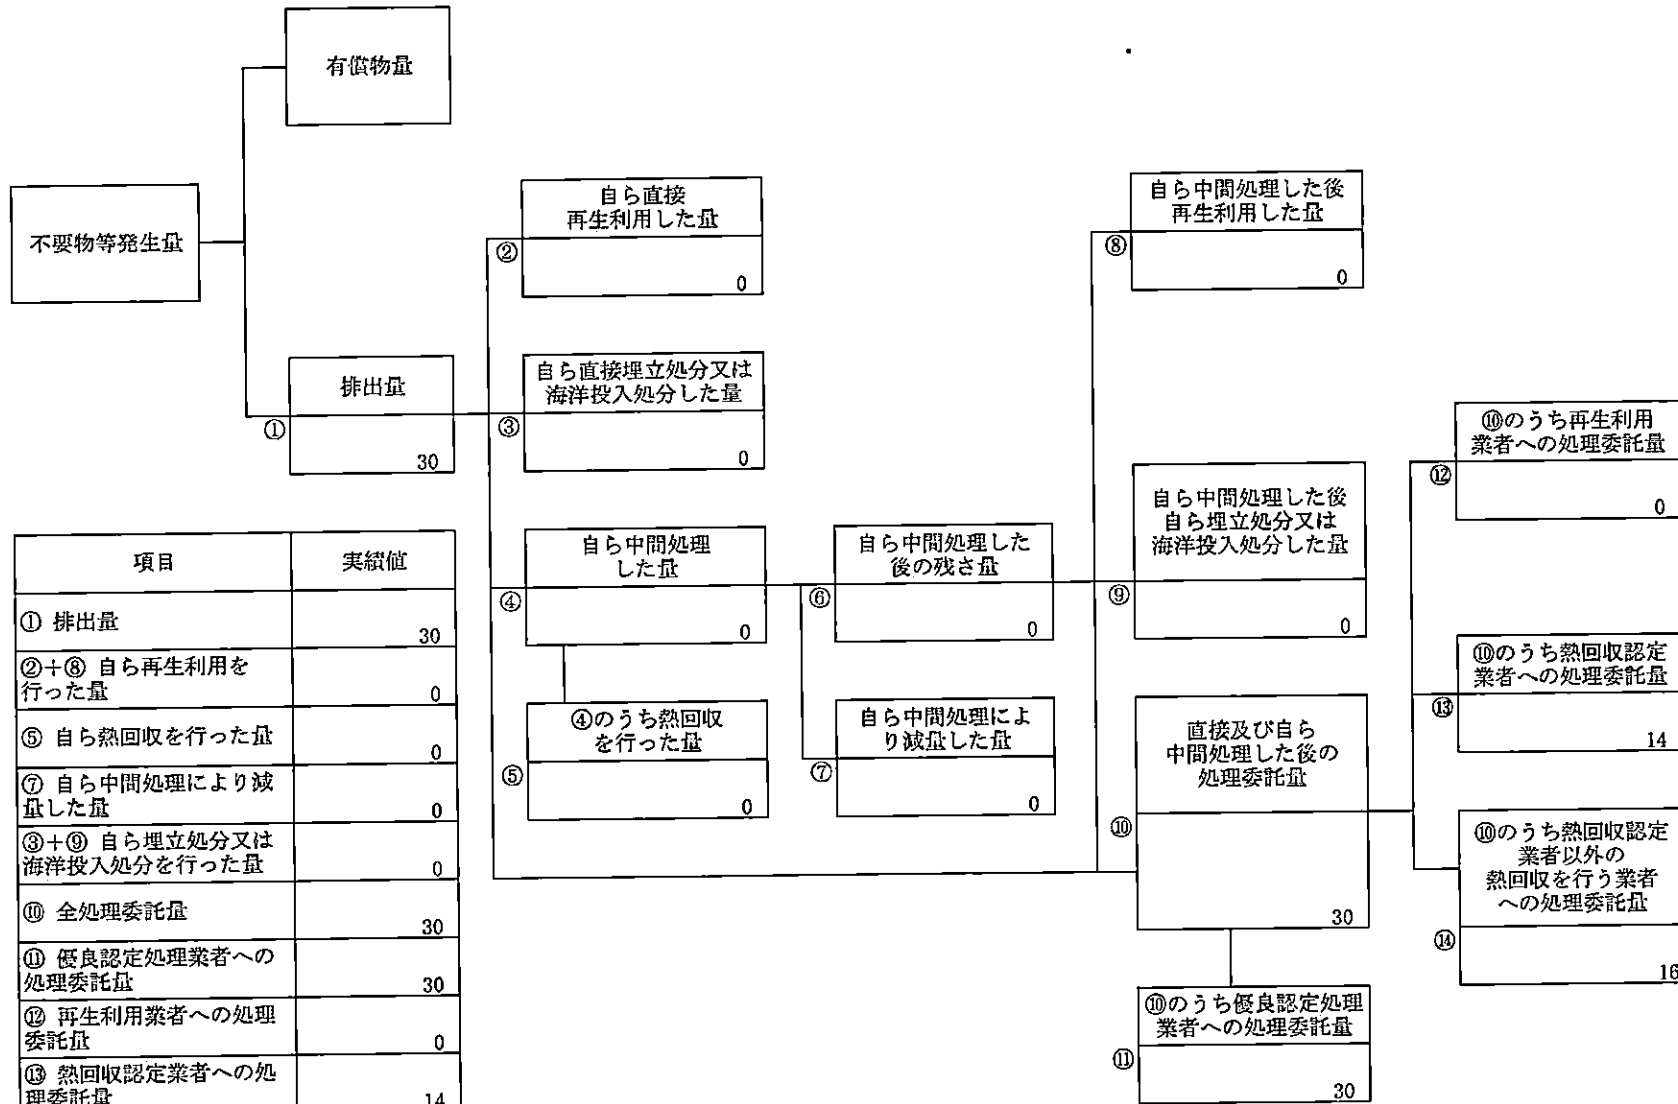 有償物量
不要物等発生量
排出量
①
30
自ら直接
再生利用した量
②
0
自ら直接埋立処分又は
海洋投入処分した量
③
0
自ら中間処理
した量
④
0
④のうち熱回収
を行った量
⑤
0
自ら中間処理した
後の残さ量
⑥
0
自ら中間処理によ
り減量した量
⑦
0
自ら中間処理した後
再生利用した量
⑧
0
自ら中間処理した後
自ら埋立処分又は
海洋投入処分した量
⑨
0
直接及び自ら
中間処理した後の
処理委託量
⑩
30
⑩のうち優良認定処理
業者への処理委託量
⑪
30
⑩のうち再生利用
業者への処理委託量
⑫
0
⑩のうち熱回収認定
業者への処理委託量
⑬
14
⑩のうち熱回収認定
業者以外の
熱回収を行う業者
への処理委託量
⑭
16
項目 実績値
① 排出量 30
②+⑧ 自ら再生利用を
行った量 0
⑤ 自ら熱回収を行った量 0
⑦ 自ら中間処理により減
量した量 0
③+⑨ 自ら埋立処分又は
海洋投入処分を行った量 0
⑩ 全処理委託量 30
⑪ 優良認定処理業者への
処理委託量 30
⑫ 再生利用業者への処理
委託量 0
⑬ 熱回収認定業者への処
理委託量 14